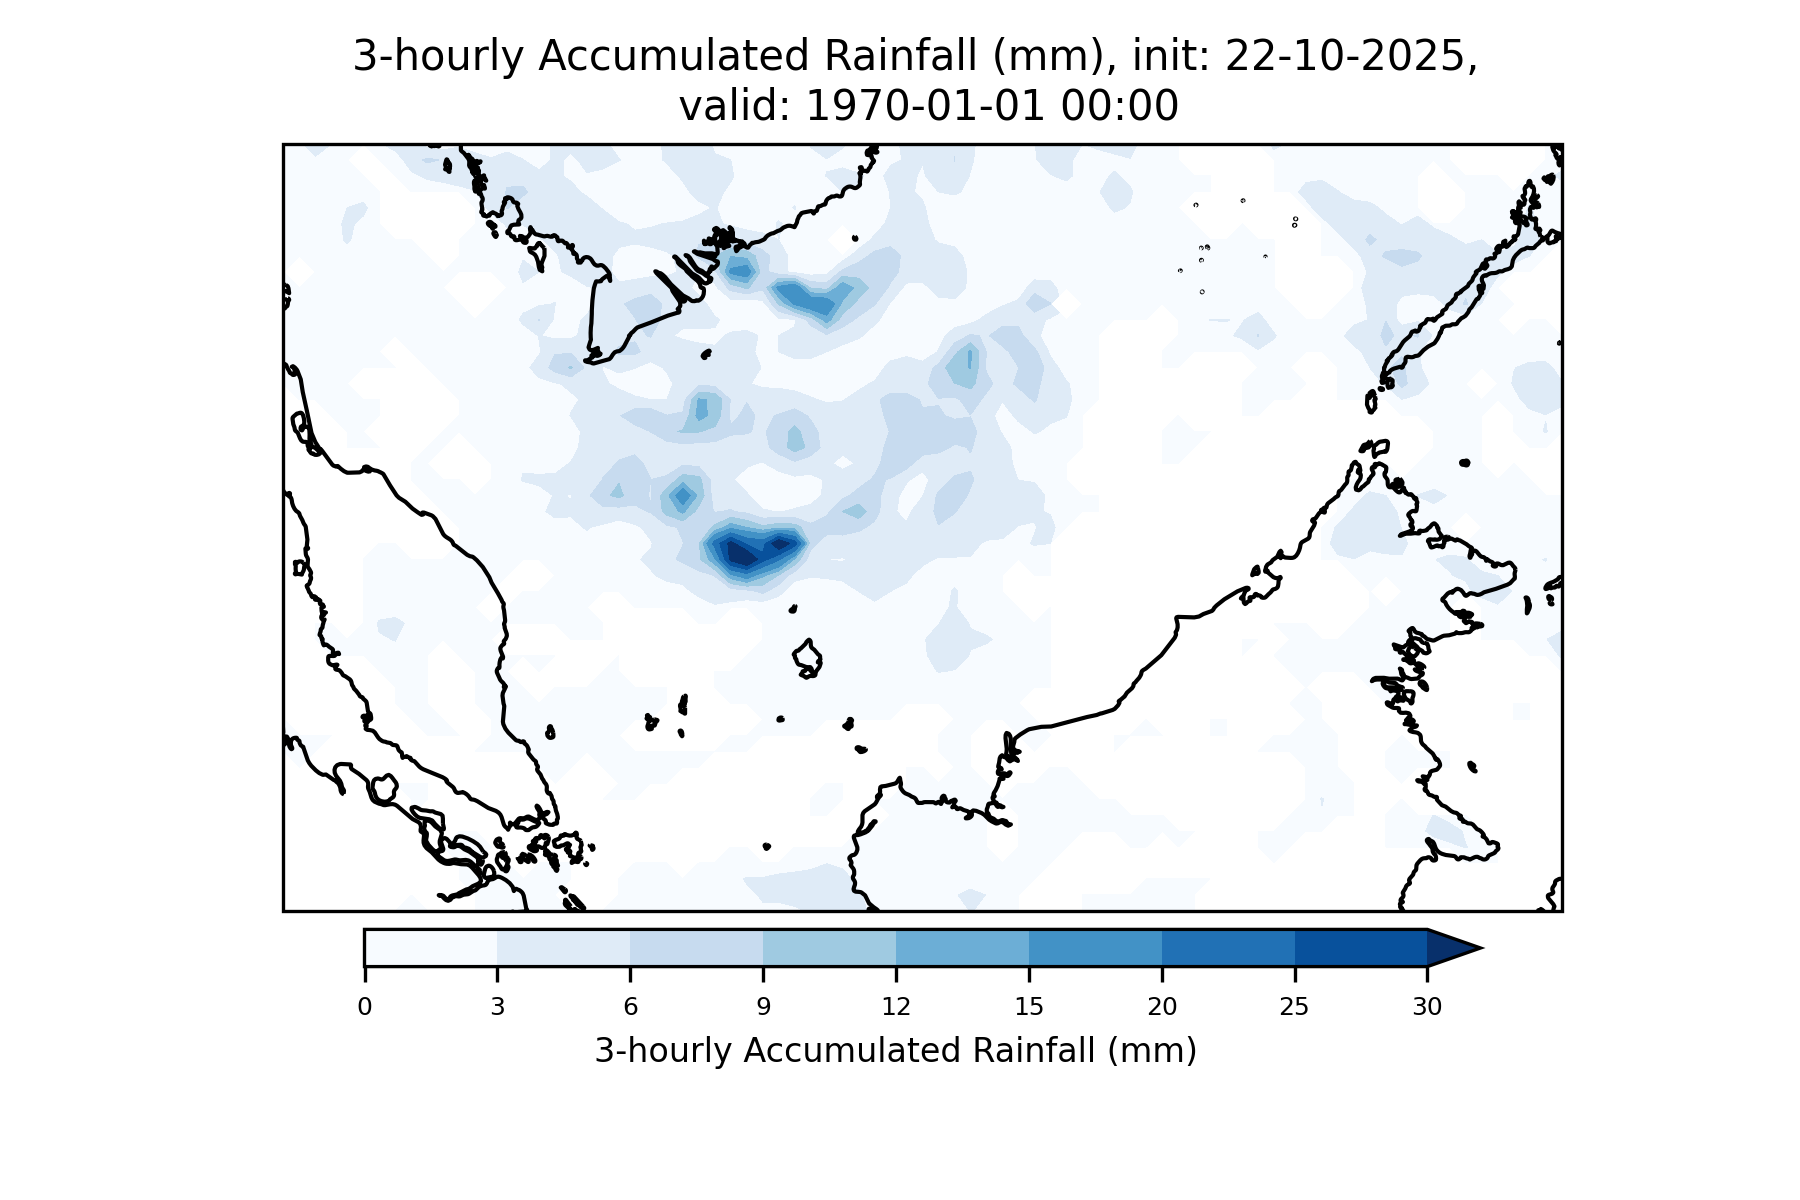 3-hourly Accumulated Rainfall (mm), init: 22-10-2025,
valid: 1970-01-01 00:00
0 3 6 9 12 15 20 25 30
3-hourly Accumulated Rainfall (mm)